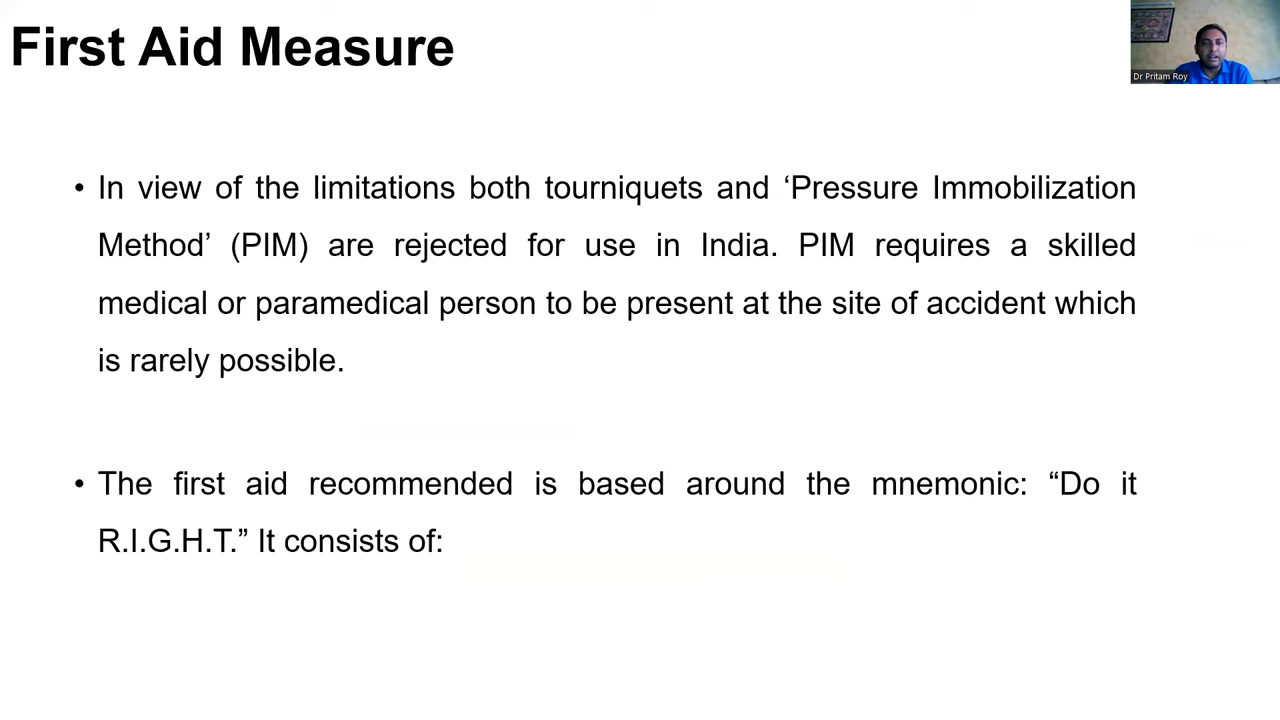 First Aid Measure
Dr Pritam Roy
• In view of the limitations both tourniquets and ‘Pressure Immobilization
Method’ (PIM) are rejected for use in India. PIM requires a skilled
medical or paramedical person to be present at the site of accident which
is rarely possible.
• The first aid recommended is based around the mnemonic: “Do it
R.I.G.H.T.” It consists of: